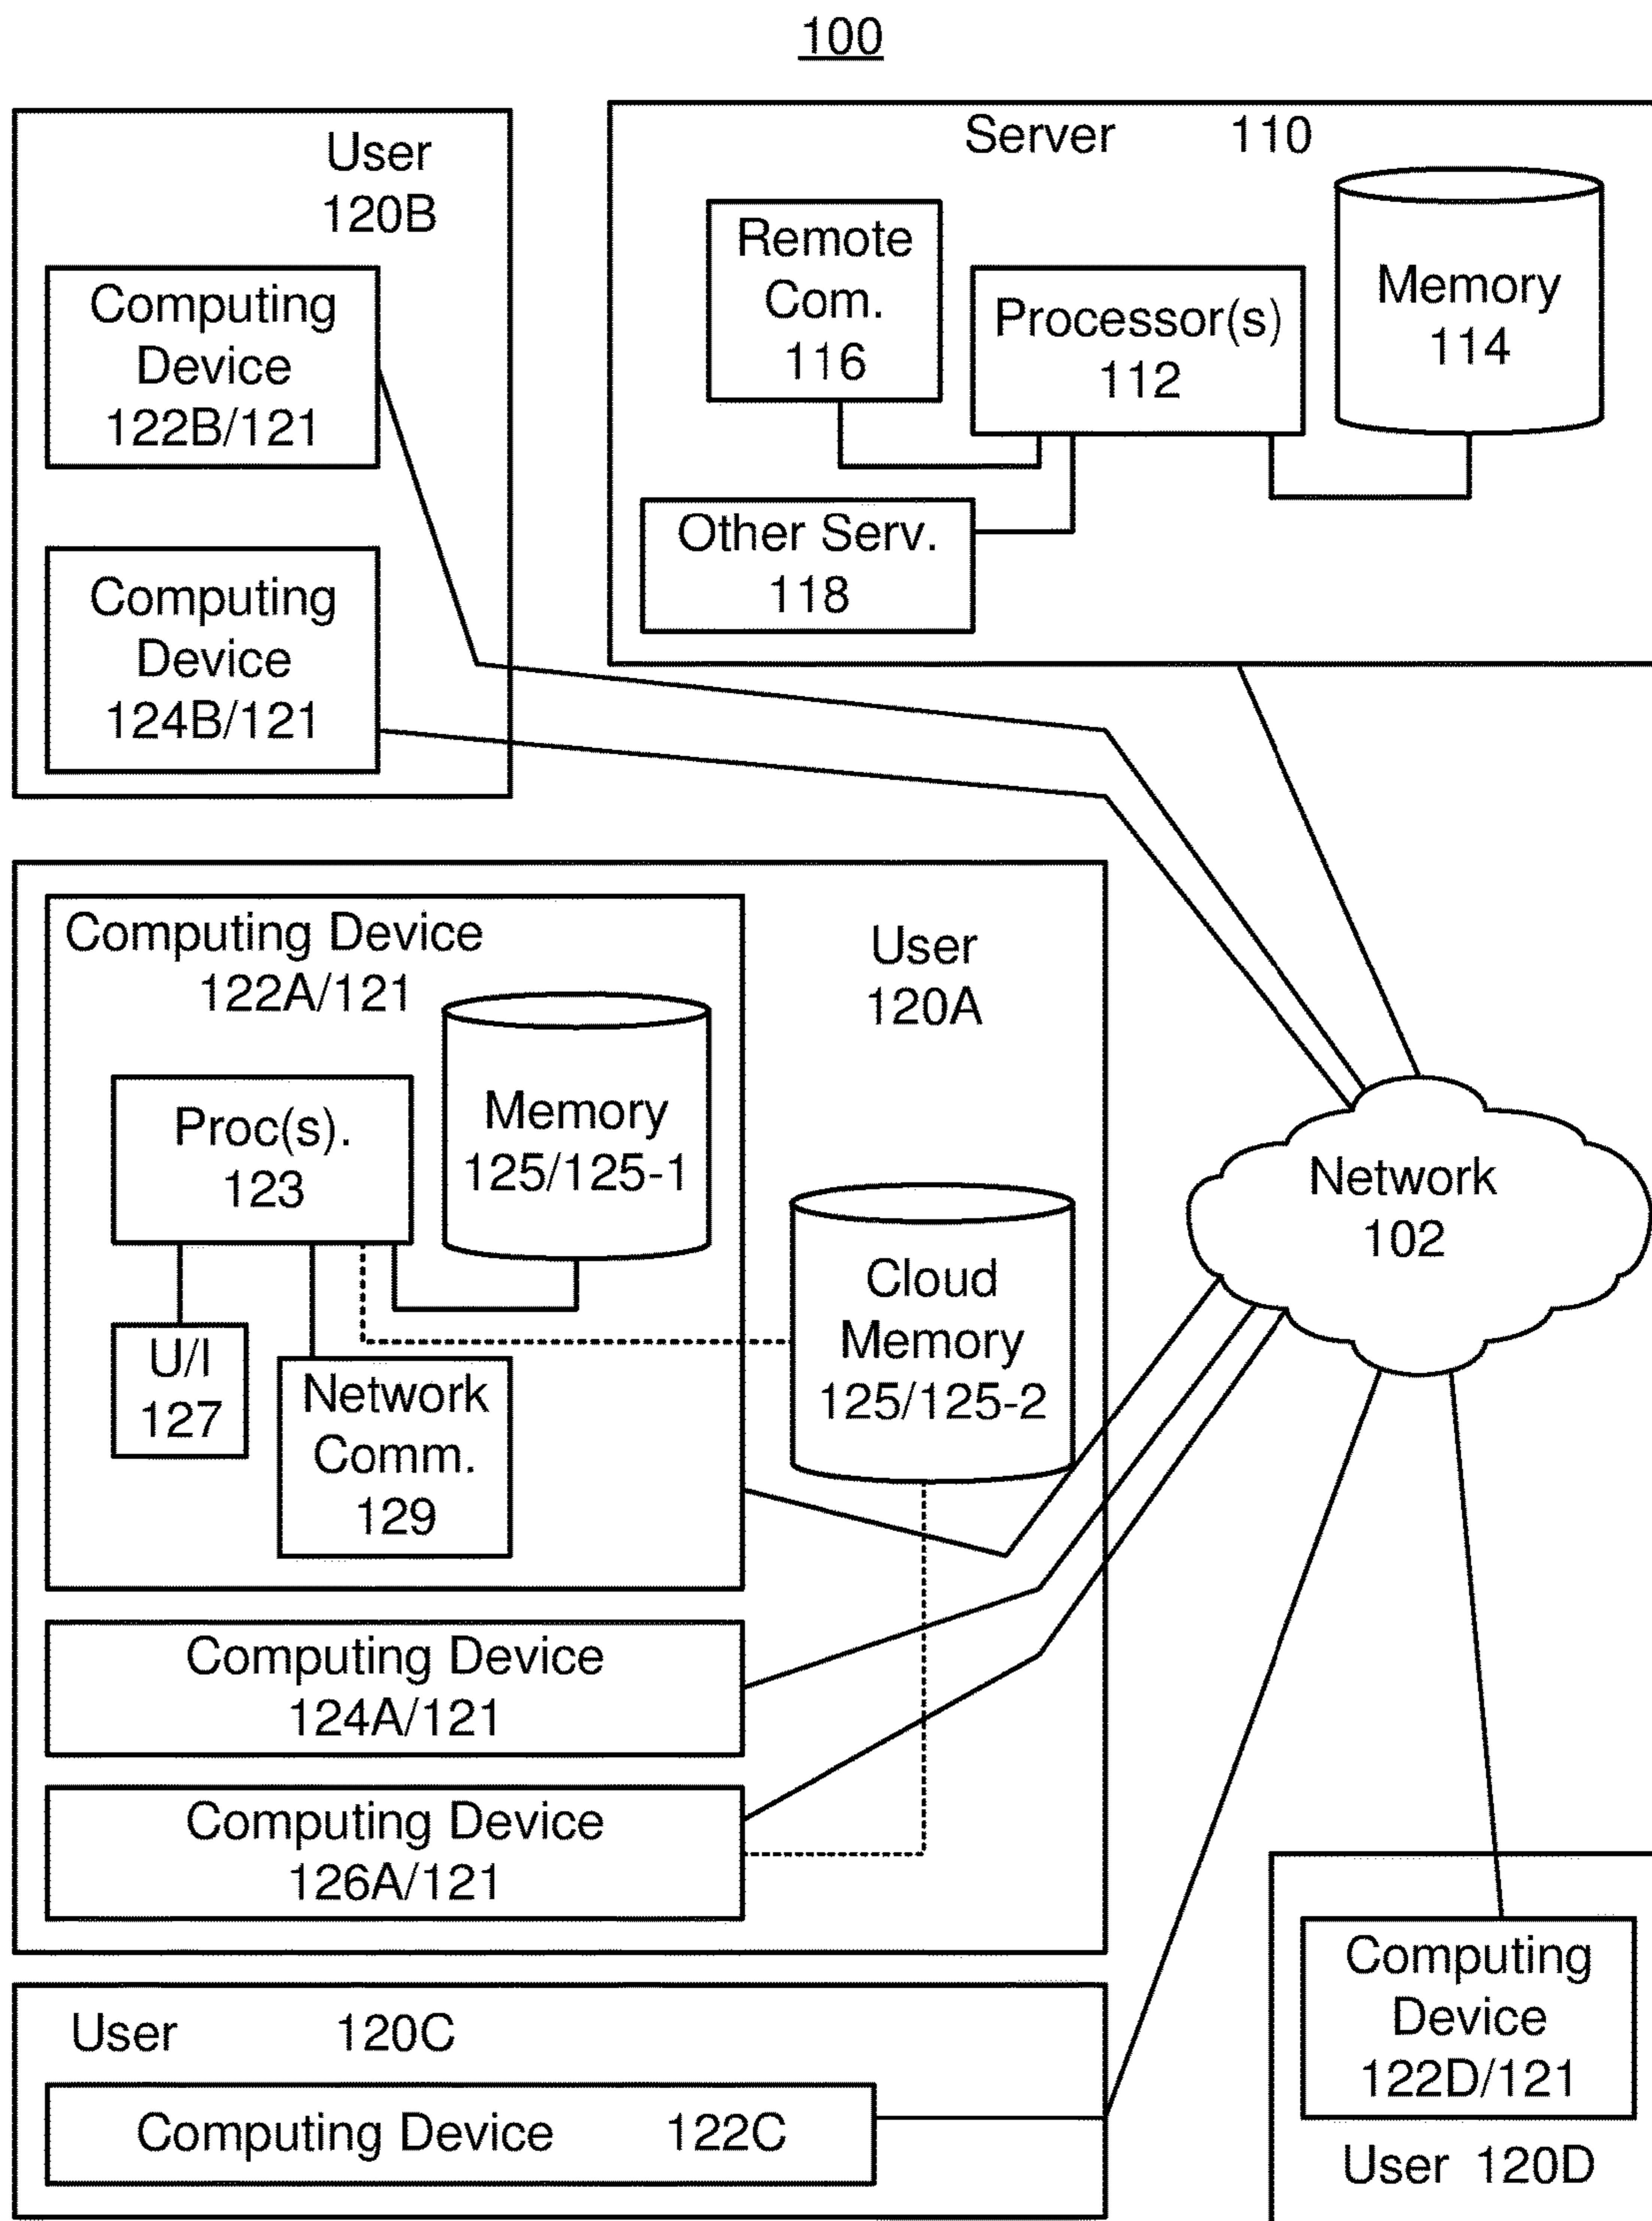 100
User
120B
Computing
Device
122B/121
Computing
Device
124B/121
Server 110
Remote
Com.
116
Processor(s)
112
Memory
114
Other Serv.
118
Computing Device
122A/121
User
120A
Proc(s).
123
Memory
125/125-1
U/I
127
Network
Comm.
129
Cloud
Memory
125/125-2
Network
102
Computing Device
124A/121
Computing Device
126A/121
User 120C
Computing Device 122C
Computing
Device
122D/121
User 120D